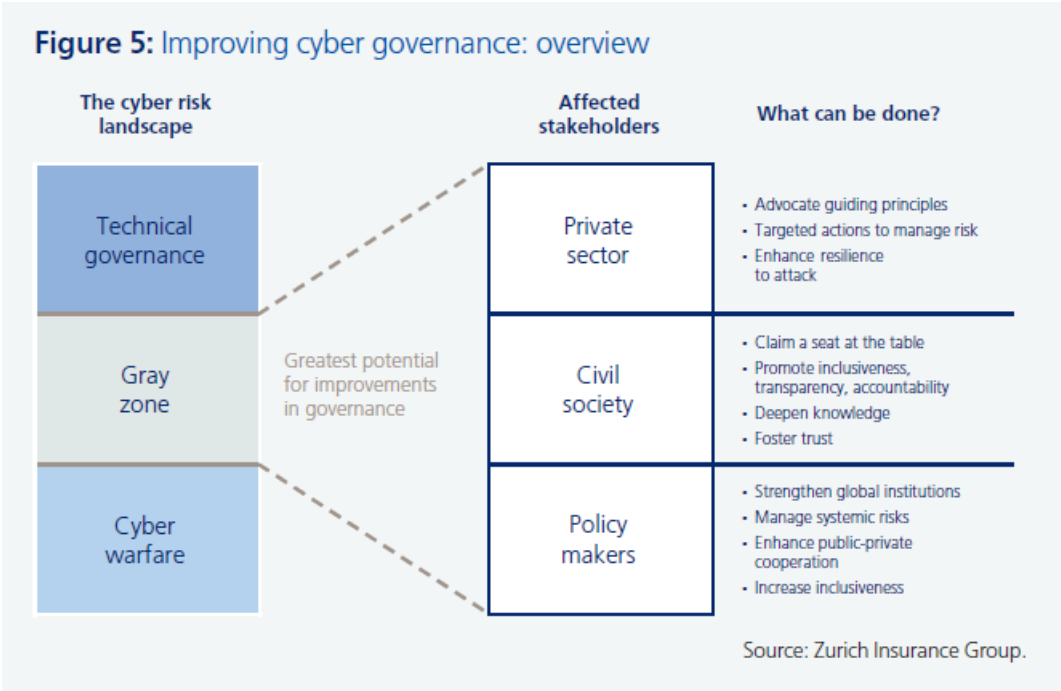 Figure 5: Improving cyber governance: overview
The cyber risk
landscape
Affected
stakeholders
What can be done?
Technical
governance
Gray
zone
Cyber
warfare
Greatest potential
for improvements
in governance
Private
sector
• Advocate guiding principles
• Targeted actions to manage risk
• Enhance resilience
to attack
Civil
society
• Claim a seat at the table
• Promote inclusiveness,
transparency, accountability
• Deepen knowledge
• Foster trust
Policy
makers
• Strengthen global institutions
• Manage systemic risks
• Enhance public-private
cooperation
• Increase inclusiveness
Source: Zurich Insurance Group.